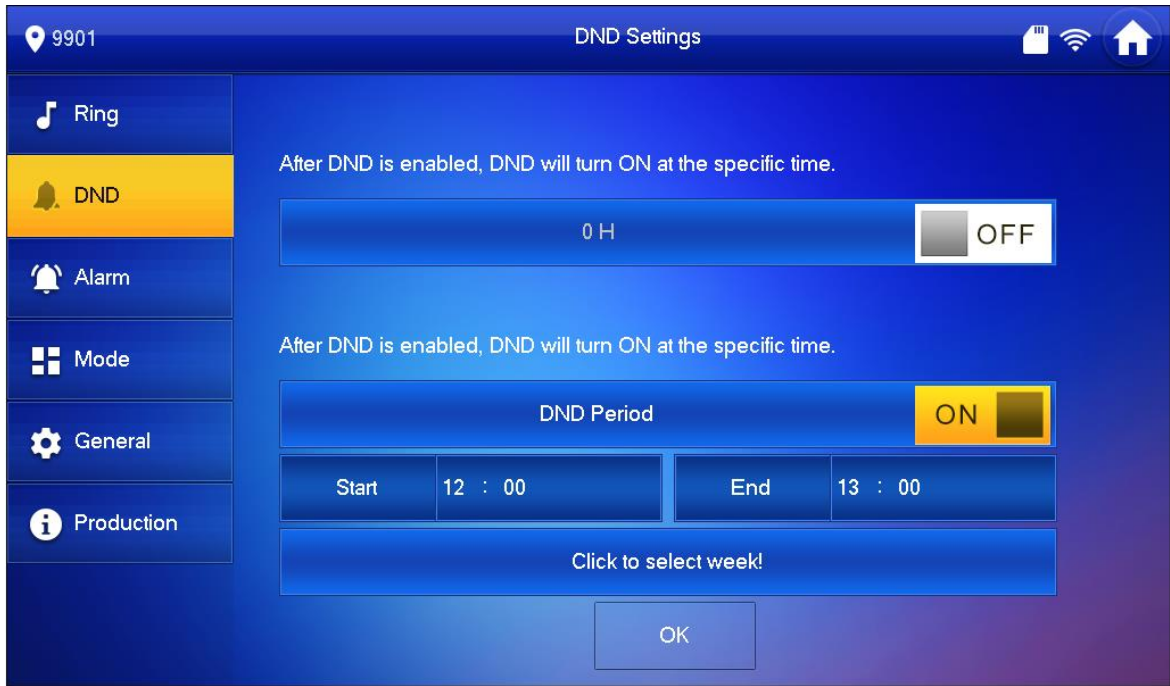 9901
DND Settings
Ring
DND
Alarm
Mode
General
Production
After DND is enabled, DND will turn ON at the specific time.
0 H
OFF
After DND is enabled, DND will turn ON at the specific time.
DND Period
ON
Start
12 : 00
End
13 : 00
Click to select week!
OK